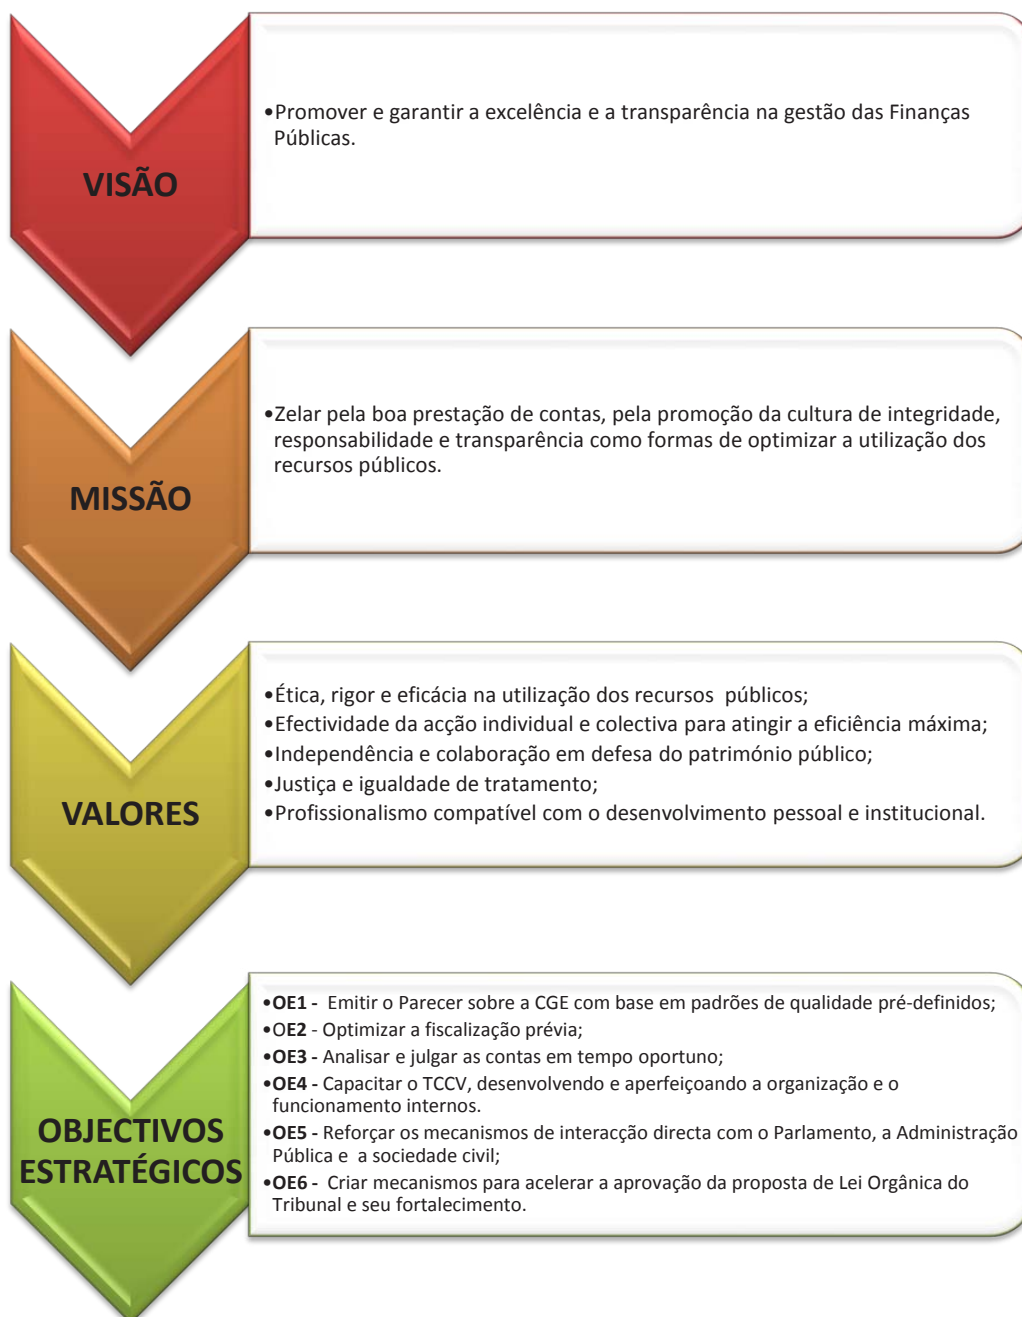 VISÃO
•Promover e garantir a excelência e a transparência na gestão das Finanças
Públicas.
MISSÃO
•Zelar pela boa prestação de contas, pela promoção da cultura de integridade,
responsabilidade e transparência como formas de optimizar a utilização dos
recursos públicos.
VALORES
•Ética, rigor e eficácia na utilização dos recursos  públicos;
•Efectividade da acção individual e colectiva para atingir a eficiência máxima;
•Independência e colaboração em defesa do património público;
•Justiça e igualdade de tratamento;
•Profissionalismo compatível com o desenvolvimento pessoal e institucional.
OBJECTIVOS
ESTRATÉGICOS
•OE1 -  Emitir o Parecer sobre a CGE com base em padrões de qualidade pré-definidos;
•OE2 - Optimizar a fiscalização prévia;
•OE3 - Analisar e julgar as contas em tempo oportuno;
•OE4 - Capacitar o TCCV, desenvolvendo e aperfeiçoando a organização e o
funcionamento internos.
•OE5 - Reforçar os mecanismos de interacção directa com o Parlamento, a Administração
Pública e  a sociedade civil;
•OE6 -  Criar mecanismos para acelerar a aprovação da proposta de Lei Orgânica do
Tribunal e seu fortalecimento.